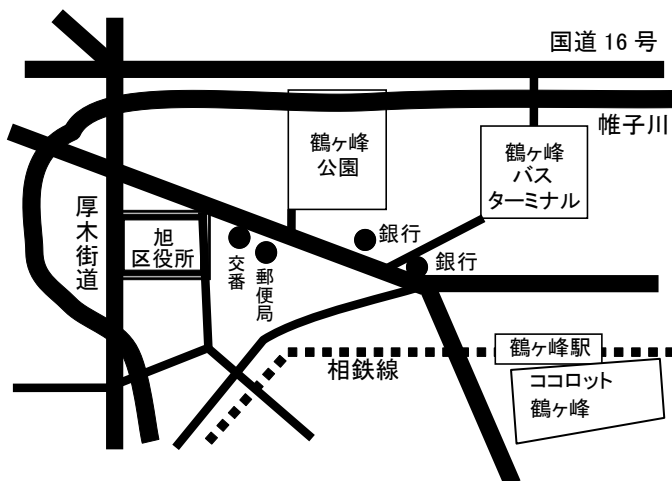 国道 16 号
帷子川
鶴ヶ峰
公園
鶴ヶ峰
バス
ターミナル
厚木街道
旭
区役所
交番
郵便局
銀行
銀行
鶴ヶ峰駅
相鉄線
ココロット
鶴ヶ峰